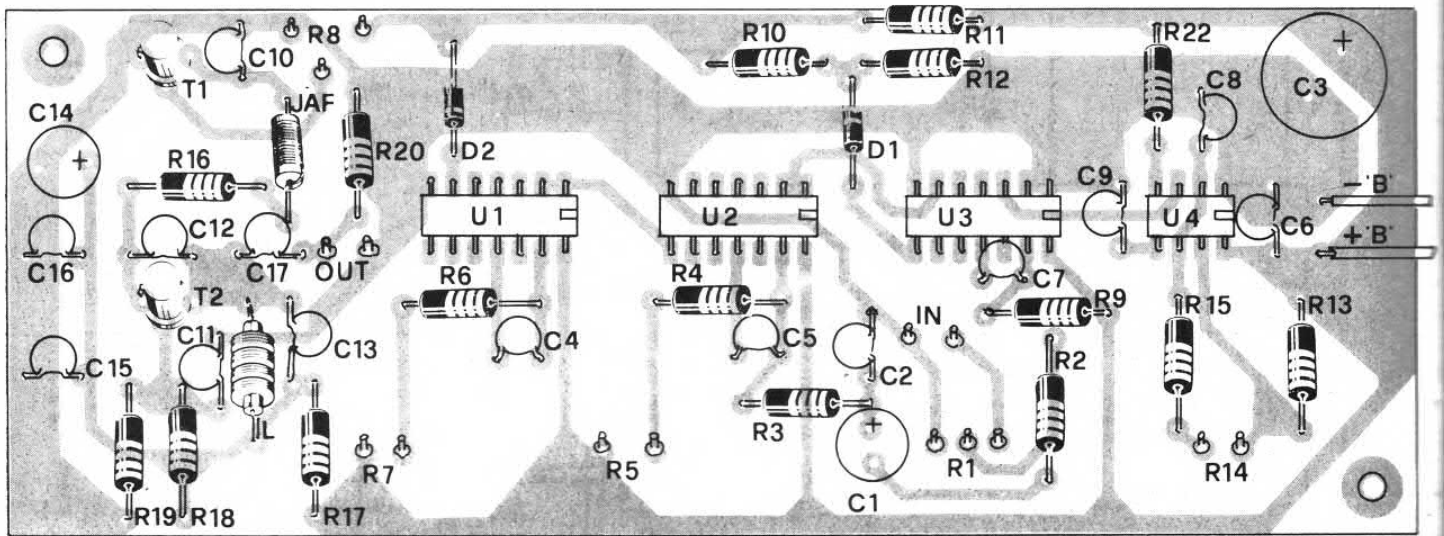 R11
R22
R8
C10
R10
R12
C8
C3
T1
C14
JAF
R20
D2
D1
R16
C9
- "B"
U1
U2
U3
U4
C6
+ "B"
C12
C16
C17
OUT
R6
R4
C7
T2
R9
R15
R13
IN
C11
C13
C4
C5
C2
R2
C15
L
R3
+
R7
R5
R1
R14
C1
R19
R18
R17
+
+